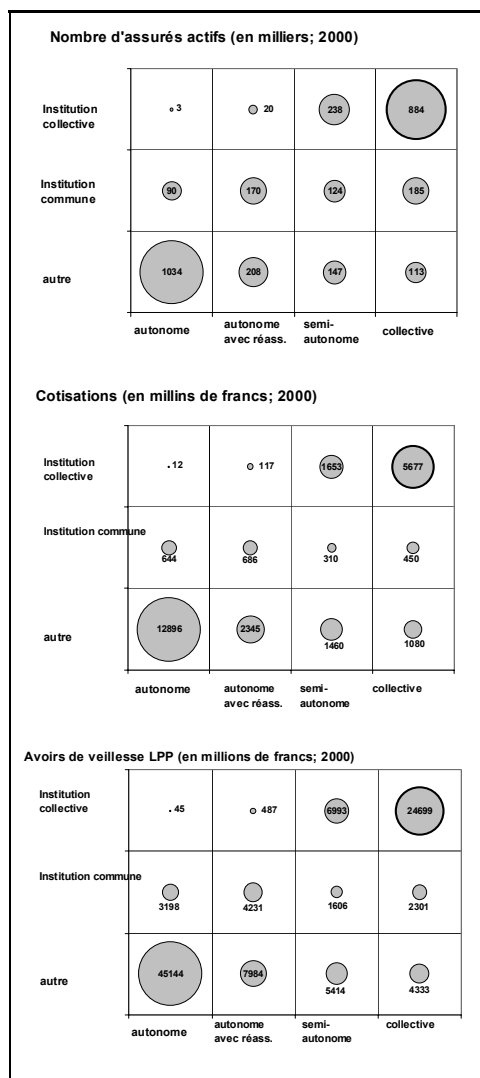 Nombre d'assurés actifs (en milliers; 2000)
Institution
collective
3
20
238
884
Institution
commune
90
170
124
185
autre
1034
208
147
113
autonome
autonome
avec réass.
semi-
autonome
collective
Cotisations (en millins de francs; 2000)
Institution
collective
12
117
1653
5677
Institution commune
644
686
310
450
autre
12896
2345
1460
1080
autonome
autonome
avec réass.
semi-
autonome
collective
Avoirs de veillesse LPP (en millions de francs; 2000)
Institution
collective
45
487
6993
24699
Institution commune
3198
4231
1606
2301
autre
45144
7984
5414
4333
autonome
autonome
avec réass.
semi-
autonome
collective